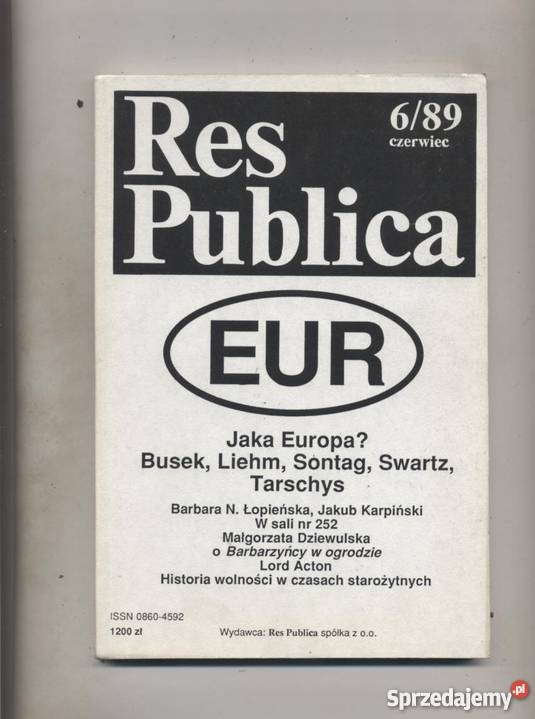 Res
Publica
6/89
czerwiec
EUR
Jaka Europa?
Busek, Liehm, Sontag, Swartz,
Tarschys
Barbara N. Łopieńska, Jakub Karpiński
W sali nr 252
Małgorzata Dziewulska
o Barbarzyńcy w ogrodzie
Lord Acton
Historia wolności w czasach starożytnych
ISSN 0860-4592
1200 zł
Wydawca: Res Publica spółka z o.o.
Sprzedajemy.pl